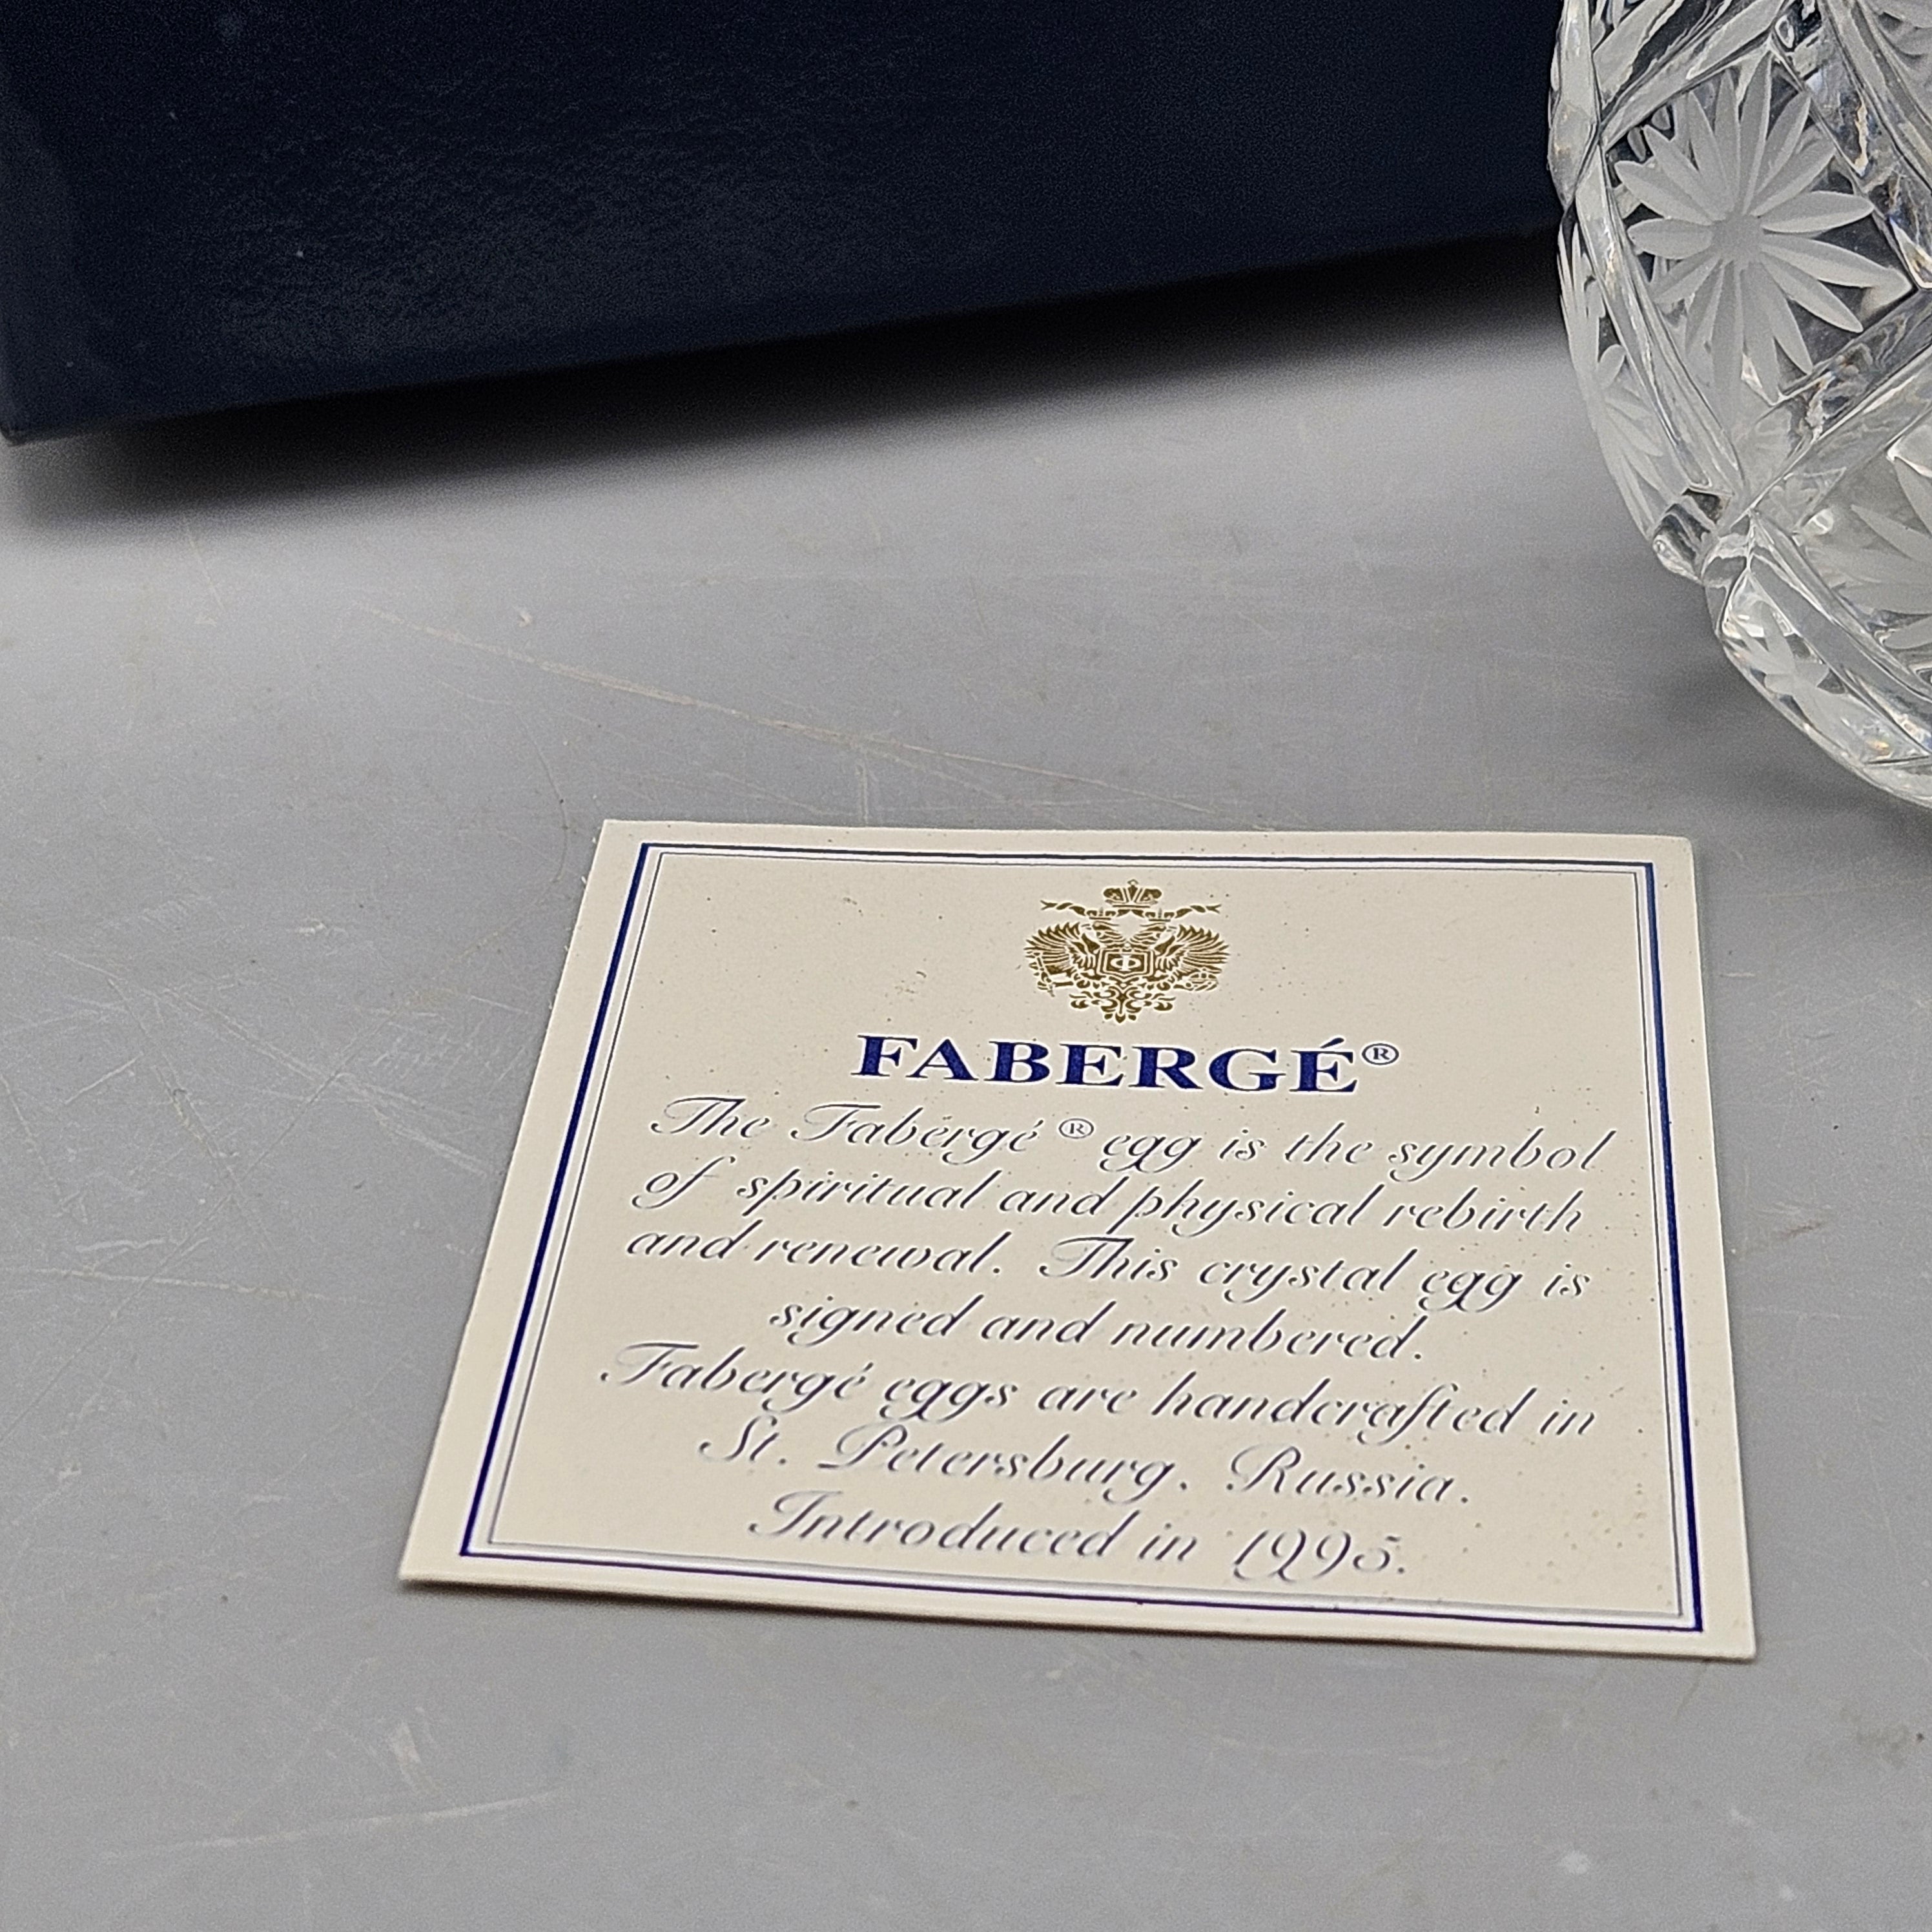 Ф
FABERGÉ®
The Fabergé® egg is the symbol
of spiritual and physical rebirth
and renewal. This crystal egg is
signed and numbered.
Fabergé eggs are handcrafted in
St. Petersburg, Russia.
Introduced in 1995.